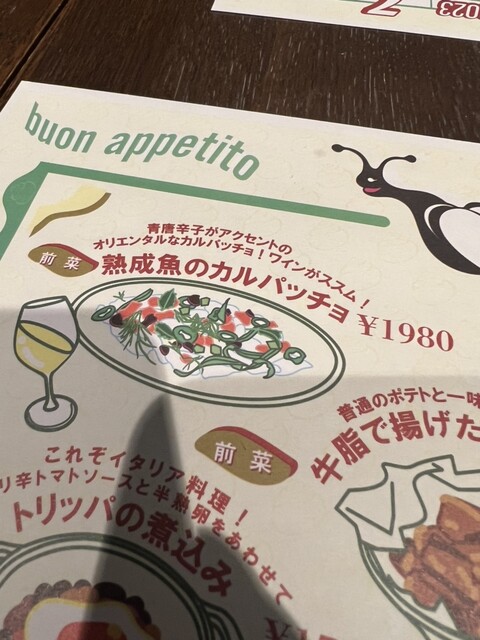 2023
7
buon appetito
青唐辛子がアクセントの
オリエンタルなカルパッチョ！ワインがススム！
前菜
熟成魚のカルパッチョ ¥1980
普通のポテトと一味
牛脂で揚げた
前菜
これぞイタリア料理！
リ辛トマトソースと半熟卵をあわせて
トリッパの煮込み